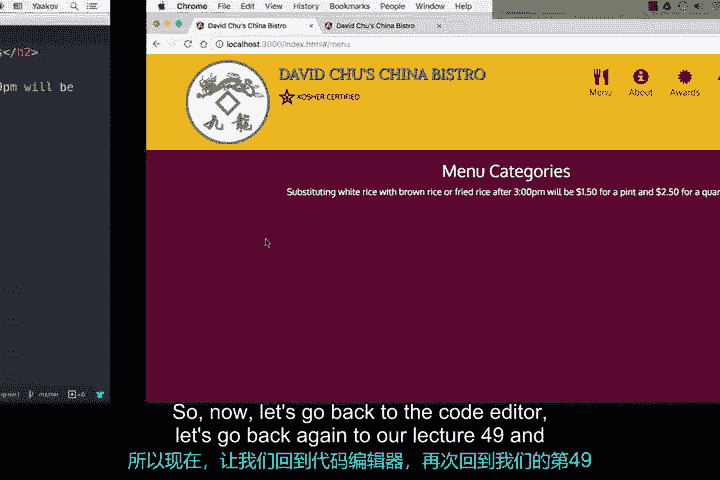 Yaakov
Chrome File Edit View History Bookmarks People Window Help
David Chu's China Bistro
David Chu's China Bistro
localhost:3000/index.html#/menu
s</h2>
0pm will be
DAVID CHU'S CHINA BISTRO
KOSHER CERTIFIED
九龍
Menu
About
Awards
Menu Categories
Substituting white rice with brown rice or fried rice after 3:00pm will be $1.50 for a pint and $2.50 for a quar
master
So, now, let's go back to the code editor,
let's go back again to our lecture 49 and
所以现在，让我们回到代码编辑器，再次回到我们的第49